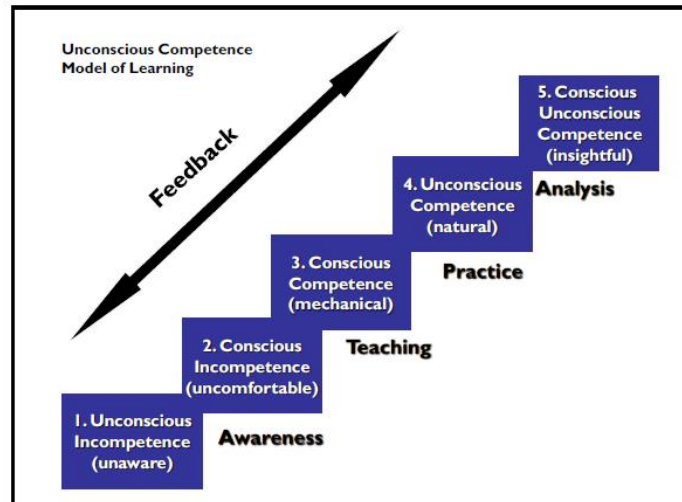 Unconscious Competence
Model of Learning
Feedback
5. Conscious
Unconscious
Competence
(insightful)
Analysis
4. Unconscious
Competence
(natural)
Practice
3. Conscious
Competence
(mechanical)
Teaching
2. Conscious
Incompetence
(uncomfortable)
Awareness
1. Unconscious
Incompetence
(unaware)